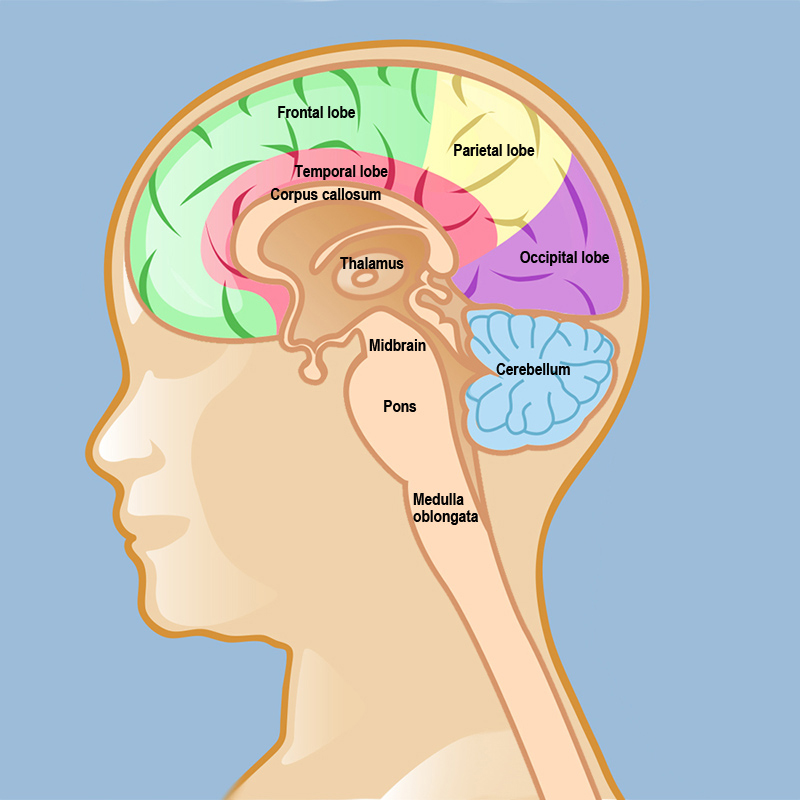 Frontal lobe
Parietal lobe
Temporal lobe
Corpus callosum
Occipital lobe
Thalamus
Midbrain
Cerebellum
Pons
Medulla
oblongata